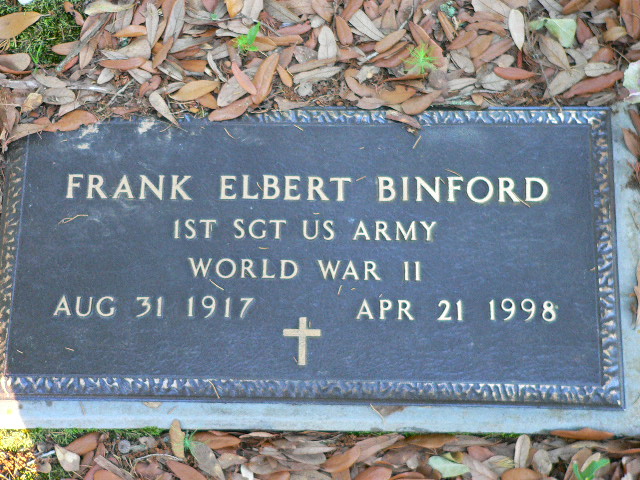 FRANK ELBERT BINFORD
1ST SGT US ARMY
WORLD WAR II
AUG 31 1917 APR 21 1998